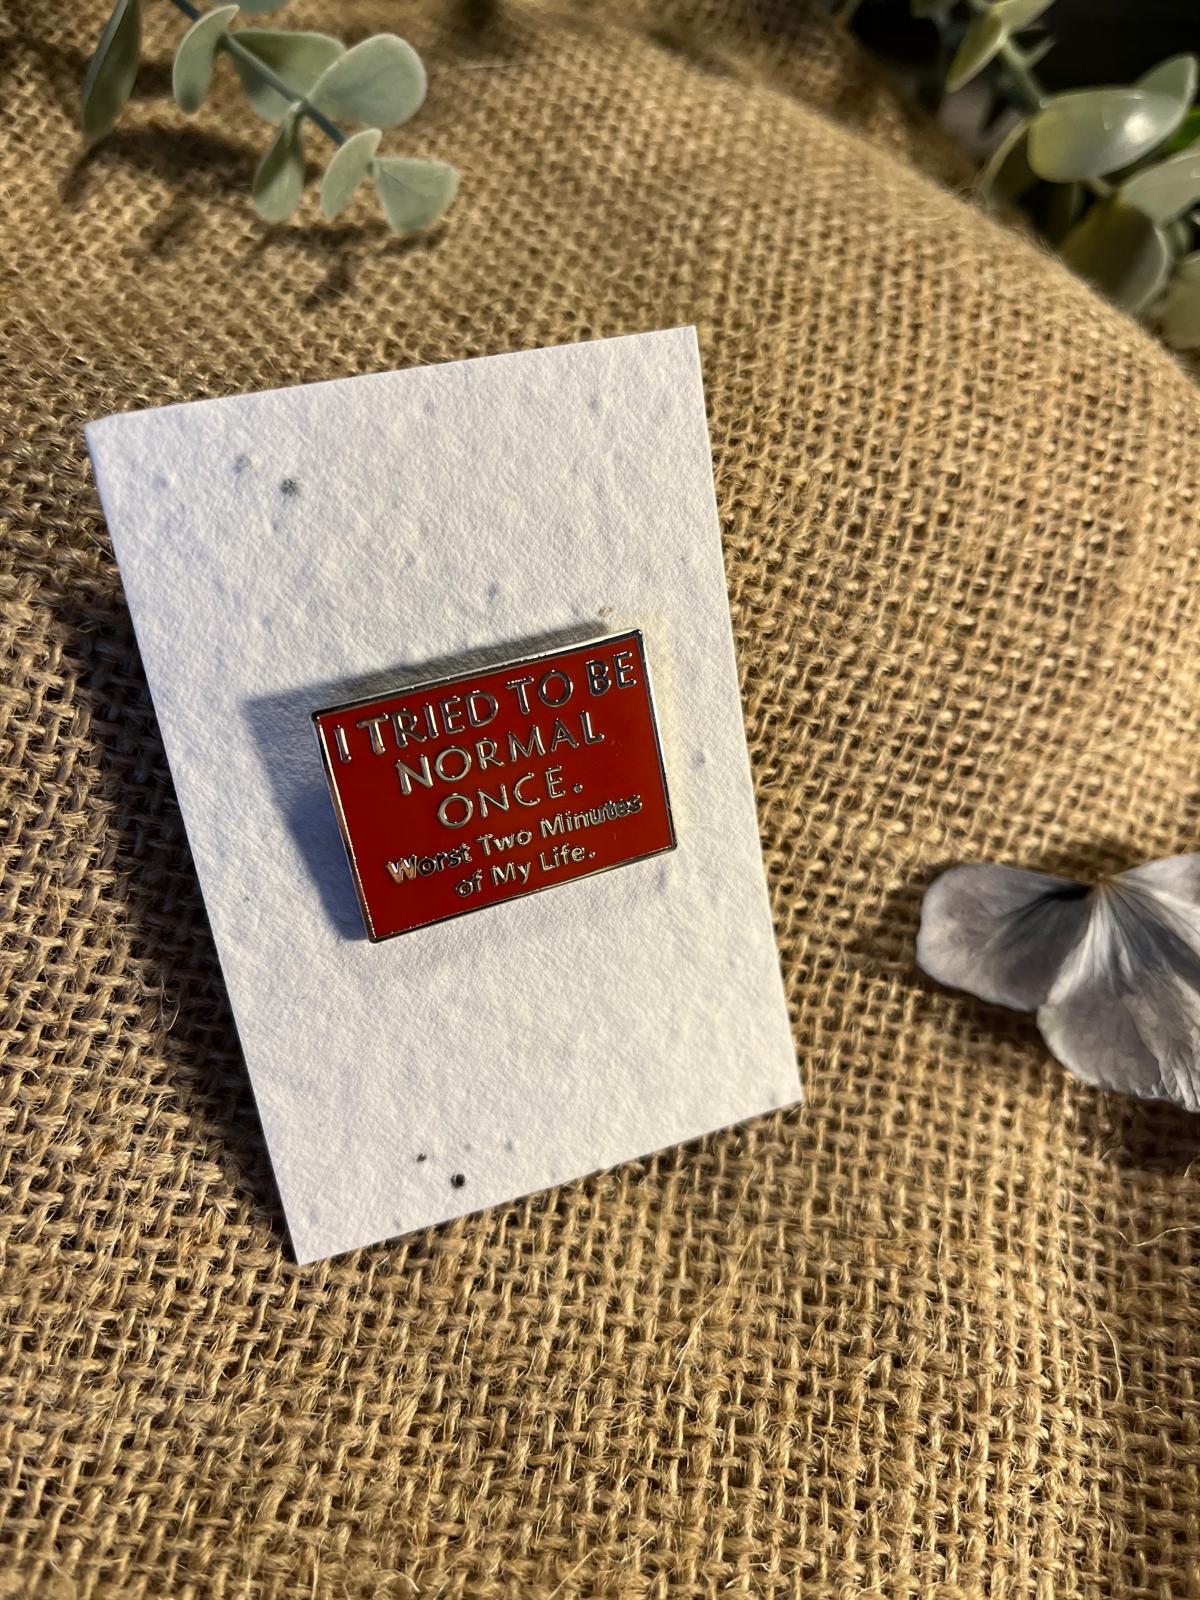 I TRIED TO BE
NORMAL
ONCE.
Worst Two Minutes
of My Life.